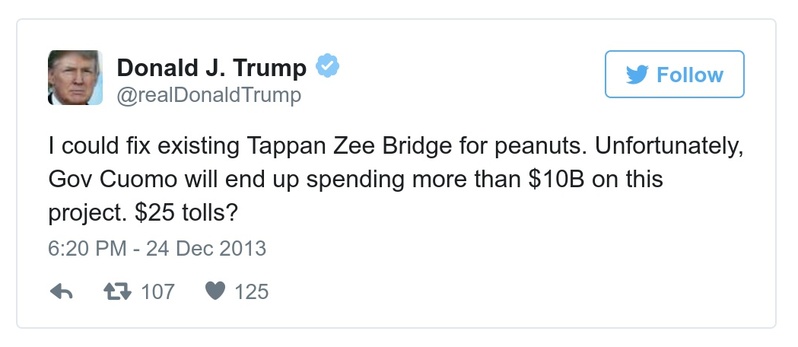 Donald J. Trump
Follow
@realDonaldTrump
I could fix existing Tappan Zee Bridge for peanuts. Unfortunately,
Gov Cuomo will end up spending more than $10B on this
project. $25 tolls?
6:20 PM - 24 Dec 2013
107 125